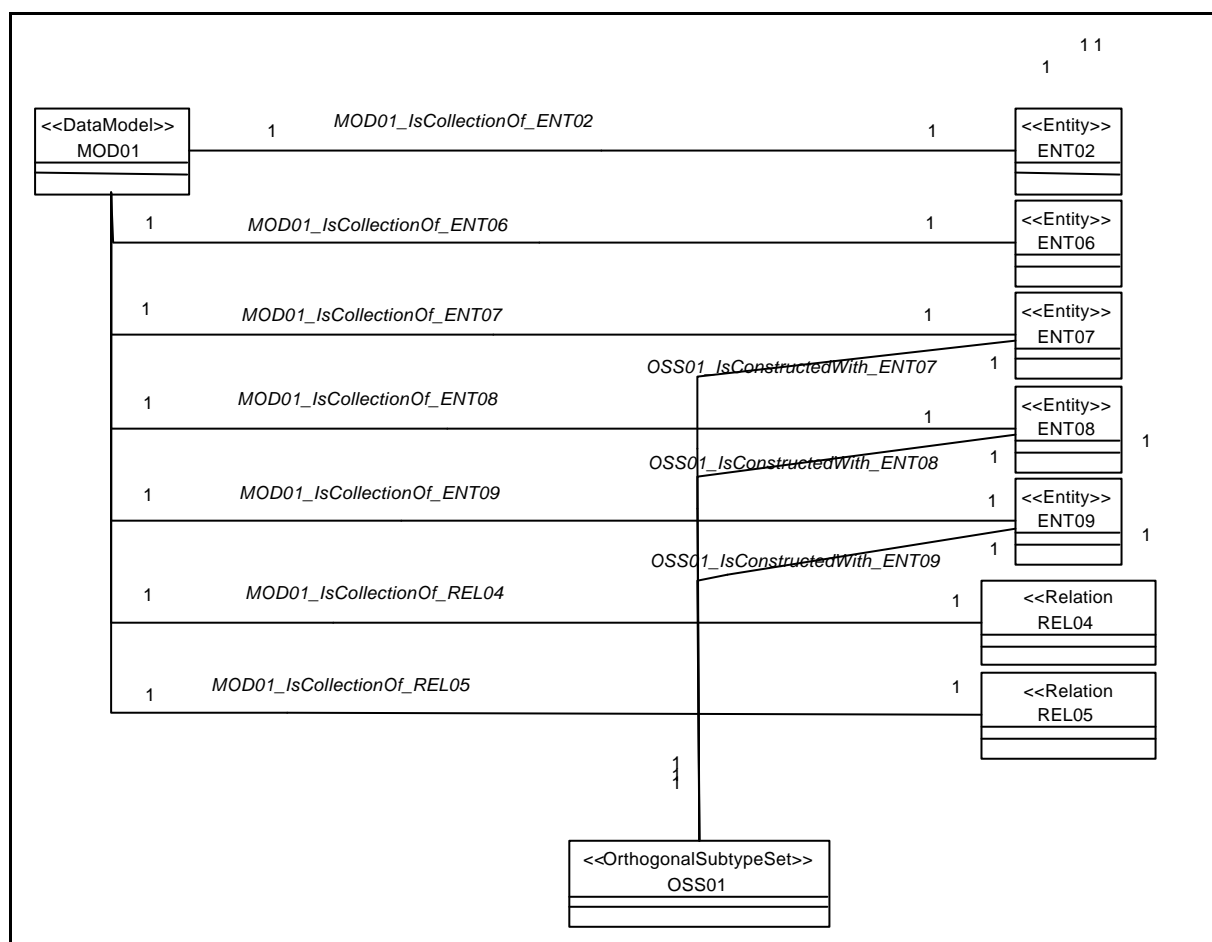 1 1
1
<<DataModel>>
MOD01
1
MOD01_IsCollectionOf_ENT02
1
<<Entity>>
ENT02
1
MOD01_IsCollectionOf_ENT06
1
<<Entity>>
ENT06
1
MOD01_IsCollectionOf_ENT07
1
<<Entity>>
ENT07
OSS01_IsConstructedWith_ENT07
1
1
MOD01_IsCollectionOf_ENT08
1
<<Entity>>
ENT08
1
OSS01_IsConstructedWith_ENT08
1
1
MOD01_IsCollectionOf_ENT09
1
<<Entity>>
ENT09
1
OSS01_IsConstructedWith_ENT09
1
1
MOD01_IsCollectionOf_REL04
1
<<Relation
REL04
1
MOD01_IsCollectionOf_REL05
1
<<Relation
REL05
1
1
1
<<OrthogonalSubtypeSet>>
OSS01